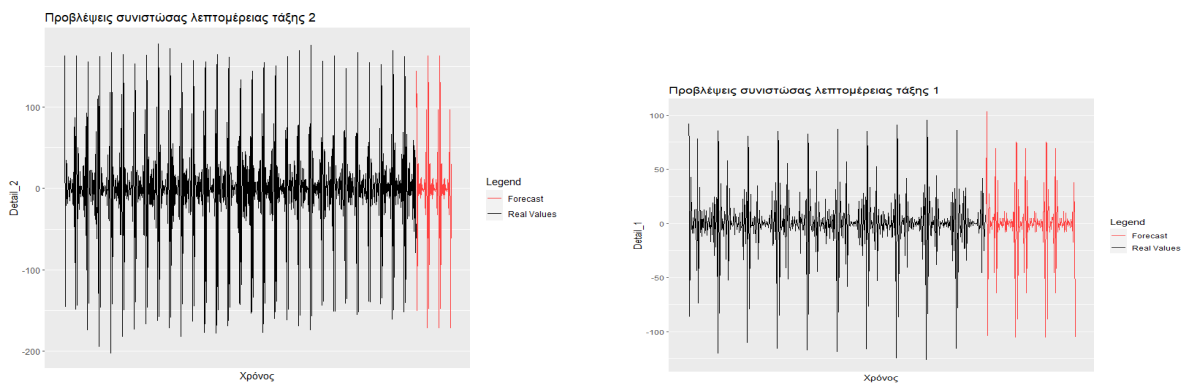 Προβλέψεις συνιστώσας λεπτομέρειας τάξης 2
100
0
-100
-200
Detail_2
Χρόνος
Legend
Forecast
Real Values
Προβλέψεις συνιστώσας λεπτομέρειας τάξης 1
100
50
0
-50
-100
Detail_1
Χρόνος
Legend
Forecast
Real Values